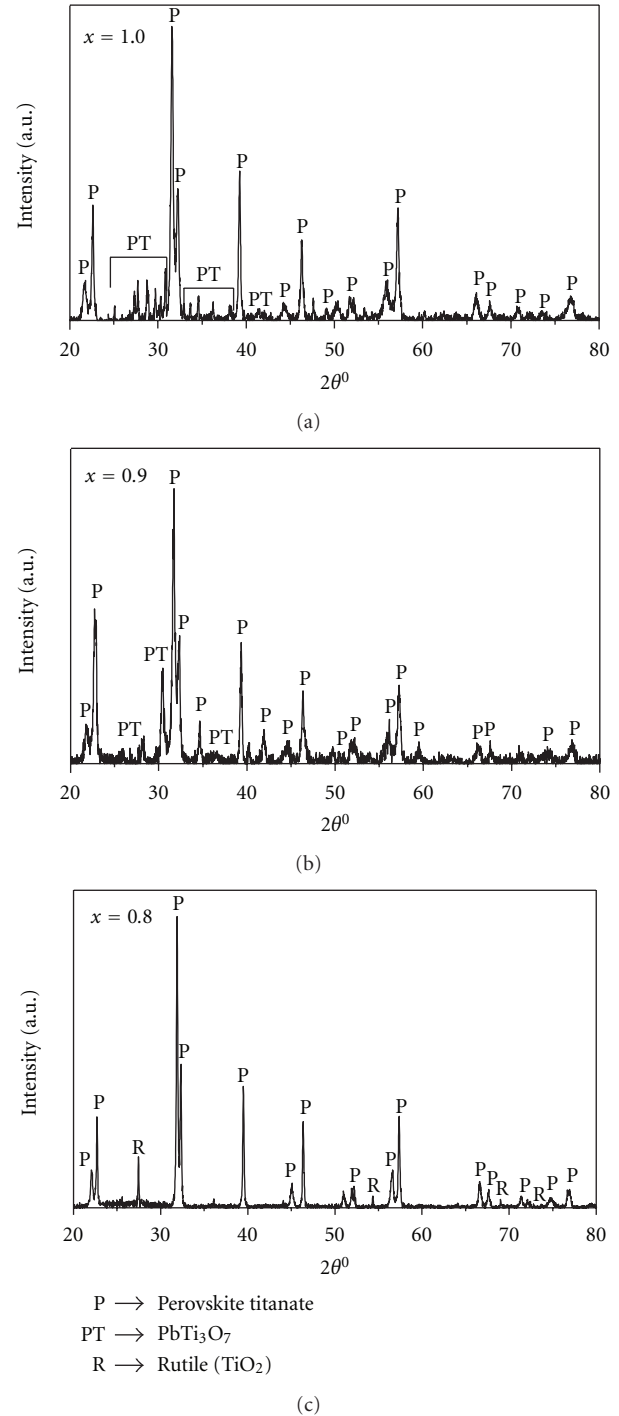 x = 1.0
P
P
P
P
P
PT
P
P
PT
PT
P
P
P
P
P
P
P
P
P
P
Intensity (a.u.)
20 30 40 50 60 70 80
2θ⁰
(a)
x = 0.9
P
P
P
PT
P
P
P
P
P
P
PT
PT
P
P
P
P
P
P
P
P
P
P
Intensity (a.u.)
20 30 40 50 60 70 80
2θ⁰
(b)
x = 0.8
P
P
P
P
P
P
R
P
P
P
P
P
R
P
P
R
P
R
P
P
Intensity (a.u.)
20 30 40 50 60 70 80
2θ⁰
P → Perovskite titanate
PT → PbTi₃O₇
R → Rutile (TiO₂)
(c)